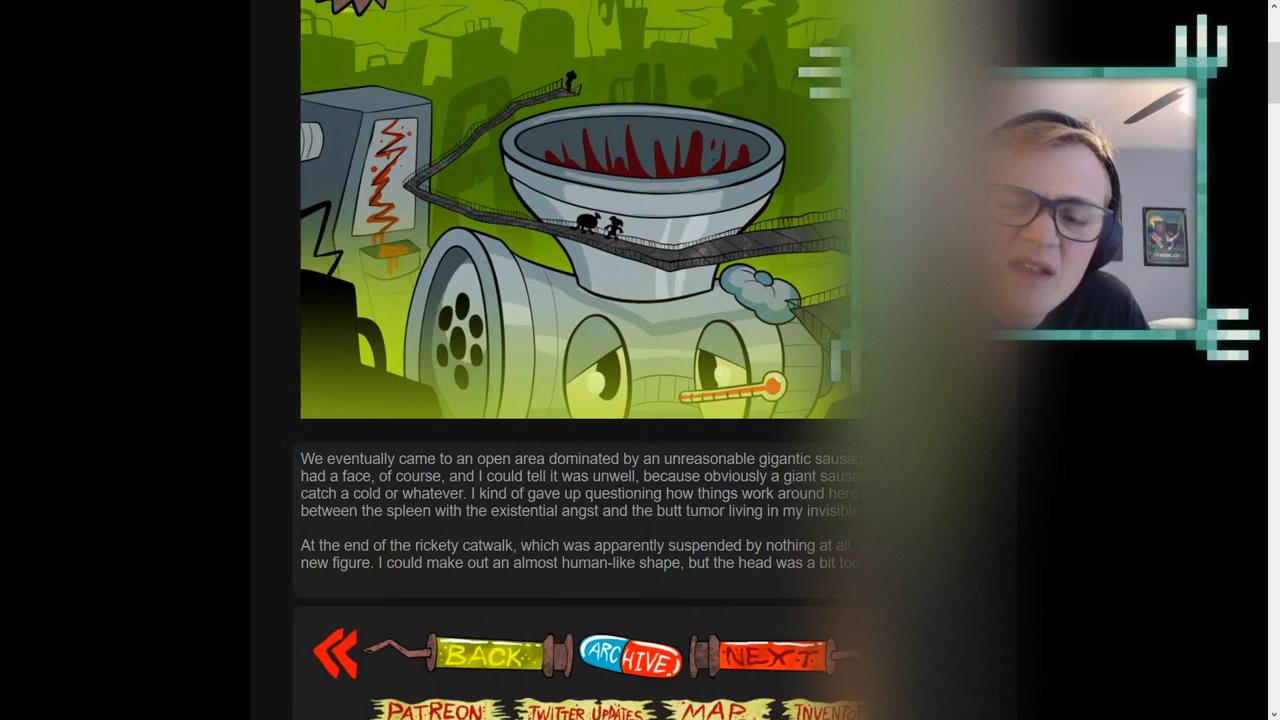 We eventually came to an open area dominated by an unreasonable gigantic
had a face, of course, and I could tell it was unwell, because obviously a giant
catch a cold or whatever. I kind of gave up questioning how things work around here
between the spleen with the existential angst and the butt tumor living in my invisible
At the end of the rickety catwalk, which was apparently suspended by nothing at all,
new figure. I could make out an almost human-like shape, but the head was a bit too
BACK
ARCHIVE
NEXT
PATREON
TWITTER UPDATES
MAP